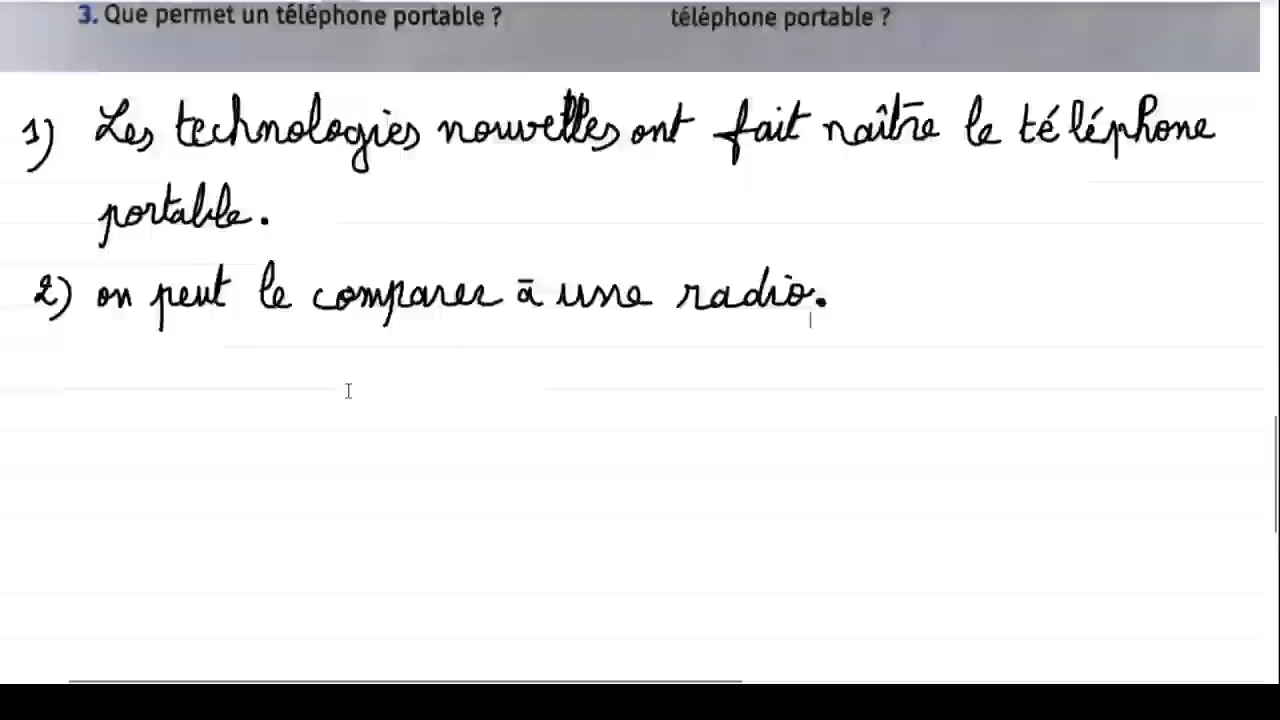 3. Que permet un téléphone portable ?
téléphone portable ?
1) Les technologies nouvelles ont fait naître le téléphone
portable.
2) on peut le comparer à une radio.